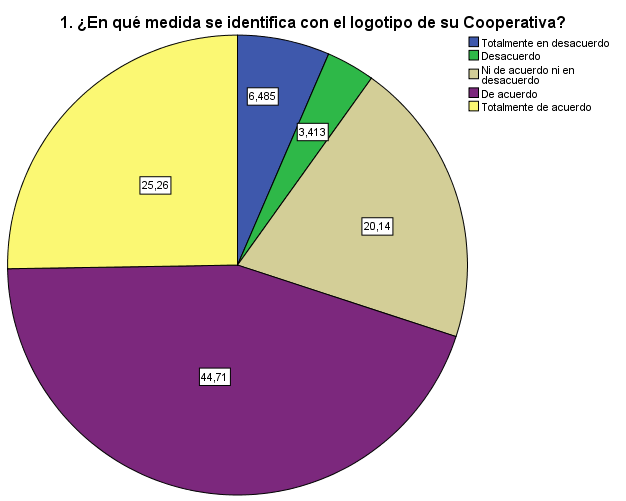 1. ¿En qué medida se identifica con el logotipo de su Cooperativa?
Totalmente en desacuerdo
Desacuerdo
Ni de acuerdo ni en
desacuerdo
De acuerdo
Totalmente de acuerdo
6,485
3,413
25,26
20,14
44,71